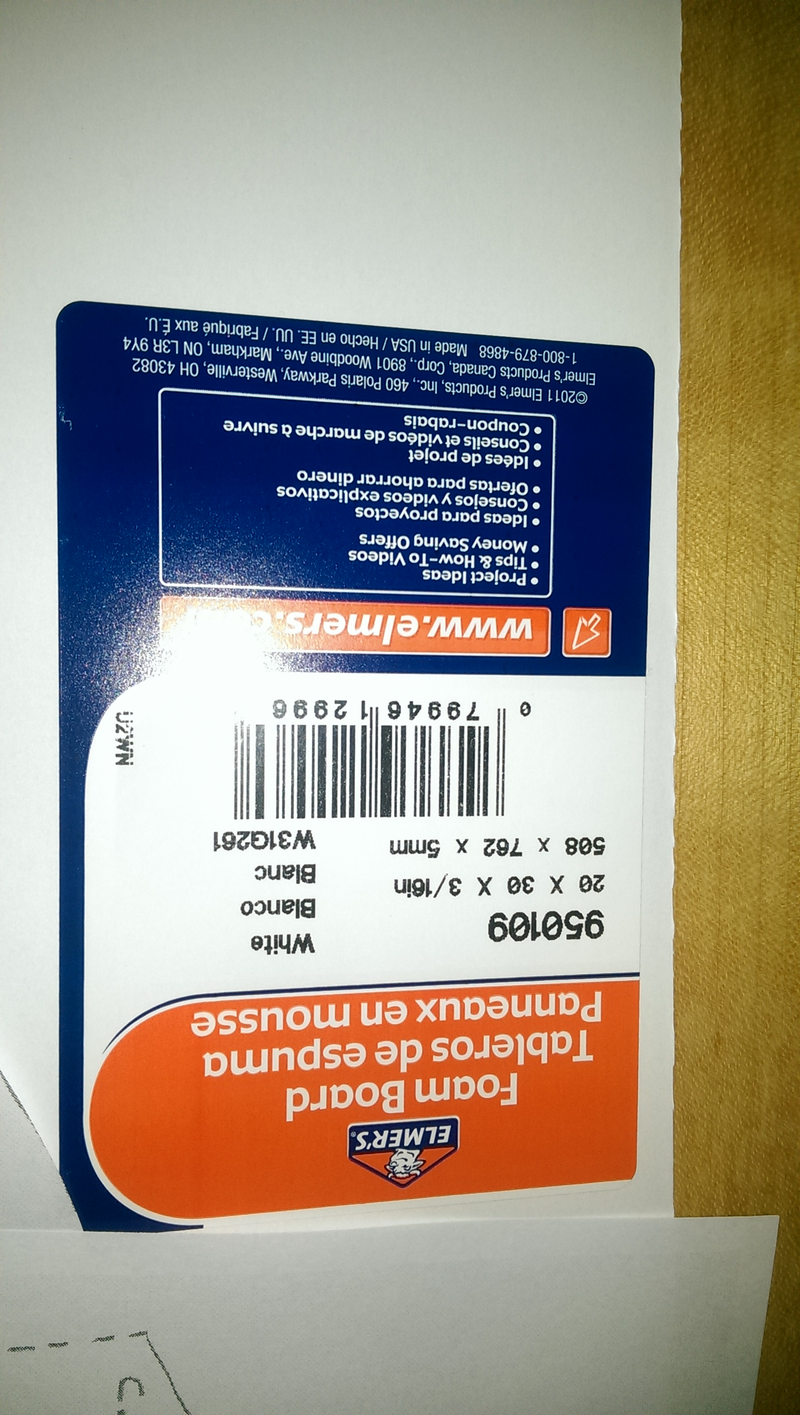 ELMER'S®
Foam Board
Tableros de espuma
Panneaux en mousse
950109
20 X 30 X 3/16in
508 x 762 x 5mm
White
Blanco
Blanc
W31Q261
0 79946 12996
U2WN
www.elmers.
• Project Ideas
• Tips & How-To Videos
• Money Saving Offers
• Ideas para proyectos
• Consejos y videos explicativos
• Ofertas para ahorrar dinero
• Idées de projet
• Conseils et vidéos de marche à suivre
• Coupon-rabais
©2011 Elmer's Products, Inc., 460 Polaris Parkway, Westerville, OH 43082
Elmer's Products Canada, Corp., 8901 Woodbine Ave., Markham, ON L3R 9Y4
1-800-879-4868 Made in USA / Hecho en EE. UU. / Fabriqué aux É.U.